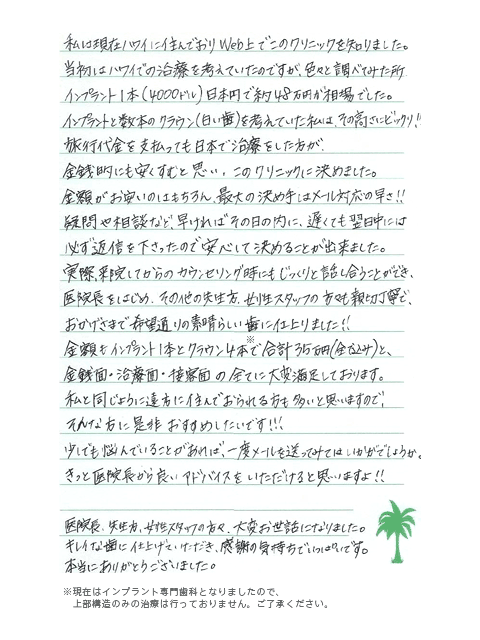 私は現在ハワイに住んでおりWeb上でこのクリニックを知りました。
当初はハワイでの治療を考えていたのですが、色々と調べてみた所
インプラント1本(4000ドル)日本円で約48万円が相場でした。
インプラントと数本のクラウン(白い歯)を考えていた私は、その高さにビックリ!!
旅行代金を支払っても日本で治療をした方が、
金銭的にも安くすむと思い、このクリニックに決めました。
金額がお安いのはもちろん、最大の決め手はメール対応の早さ!!
疑問や相談など、早ければその日の内に、遅くても翌日中には
必ず返信を下さったので安心して決めることが出来ました。
実際、来院してからのカウンセリング時にもじっくりと話し合うことができ、
医院長をはじめ、その他の先生方、女性スタッフの方も親切丁寧で、
おかげさまで希望通りの素晴らしい歯に仕上りました!!
金額もインプラント1本とクラウン4本※で合計35万円(全て込み)と、
金銭面・治療面・接客面の全てに大変満足しております。
私と同じように遠方に住んでおられる方も多いと思いますので、
そんな方に是非おすすめしたいです!!!
少しでも悩んでいることがあれば、一度メールを送ってみてはいかがでしょうか。
きっと医院長から良いアドバイスをいただけると思いますよ!!
医院長、先生方、女性スタッフの方々、大変お世話になりました。
キレイな歯に仕上げていただき、感謝の気持ちでいっぱいです。
本当にありがとうございました。
※現在はインプラント専門歯科となりましたので、
上部構造のみの治療は行っておりません。ご了承ください。